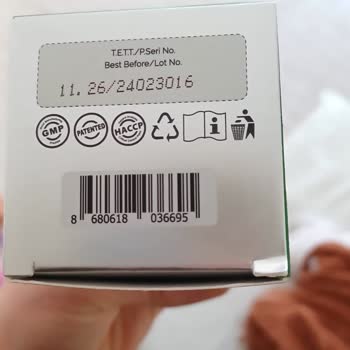 T.E.T.T./P.Seri No.
Best Before/Lot No.
11. 26/24023016
GMP
PATENTED
HACCP
i
8 680618 036695